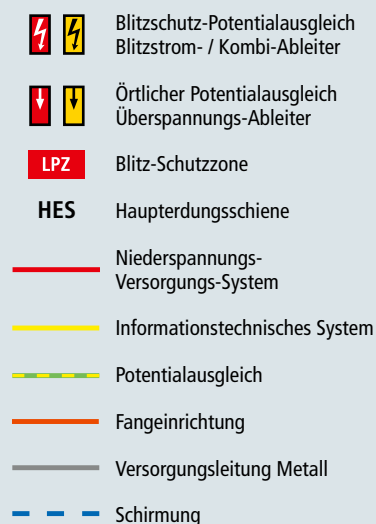 Blitzschutz-Potentialausgleich
Blitzstrom- / Kombi-Ableiter
Örtlicher Potentialausgleich
Überspannungs-Ableiter
LPZ Blitz-Schutzzone
HES Haupterdungsschiene
Niederspannungs-
Versorgungs-System
Informationstechnisches System
Potentialausgleich
Fangeinrichtung
Versorgungsleitung Metall
Schirmung